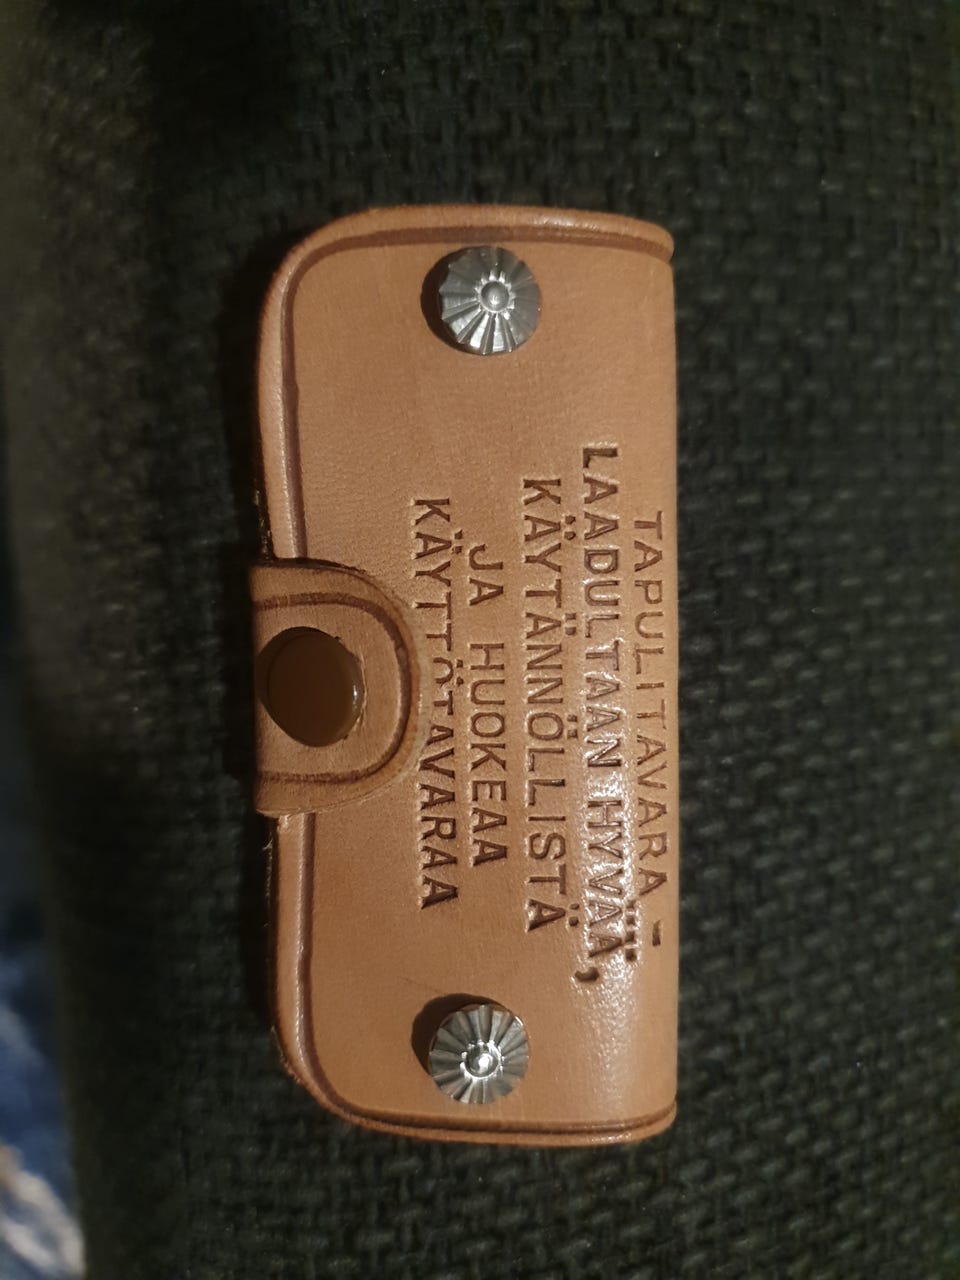 TAPULITAVARA -
LAADULTAAN HYVÄÄ,
KÄYTÄNNÖLLISTÄ
JA HUOKEAA
KÄYTTÖTAVARAA